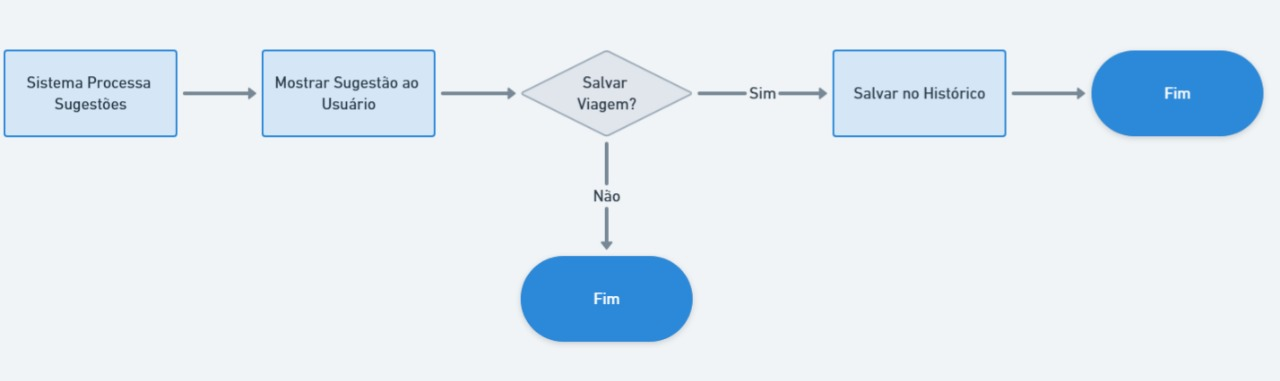 Sistema Processa
Sugestões
Mostrar Sugestão ao
Usuário
Salvar
Viagem?
Sim
Salvar no Histórico
Fim
Não
Fim